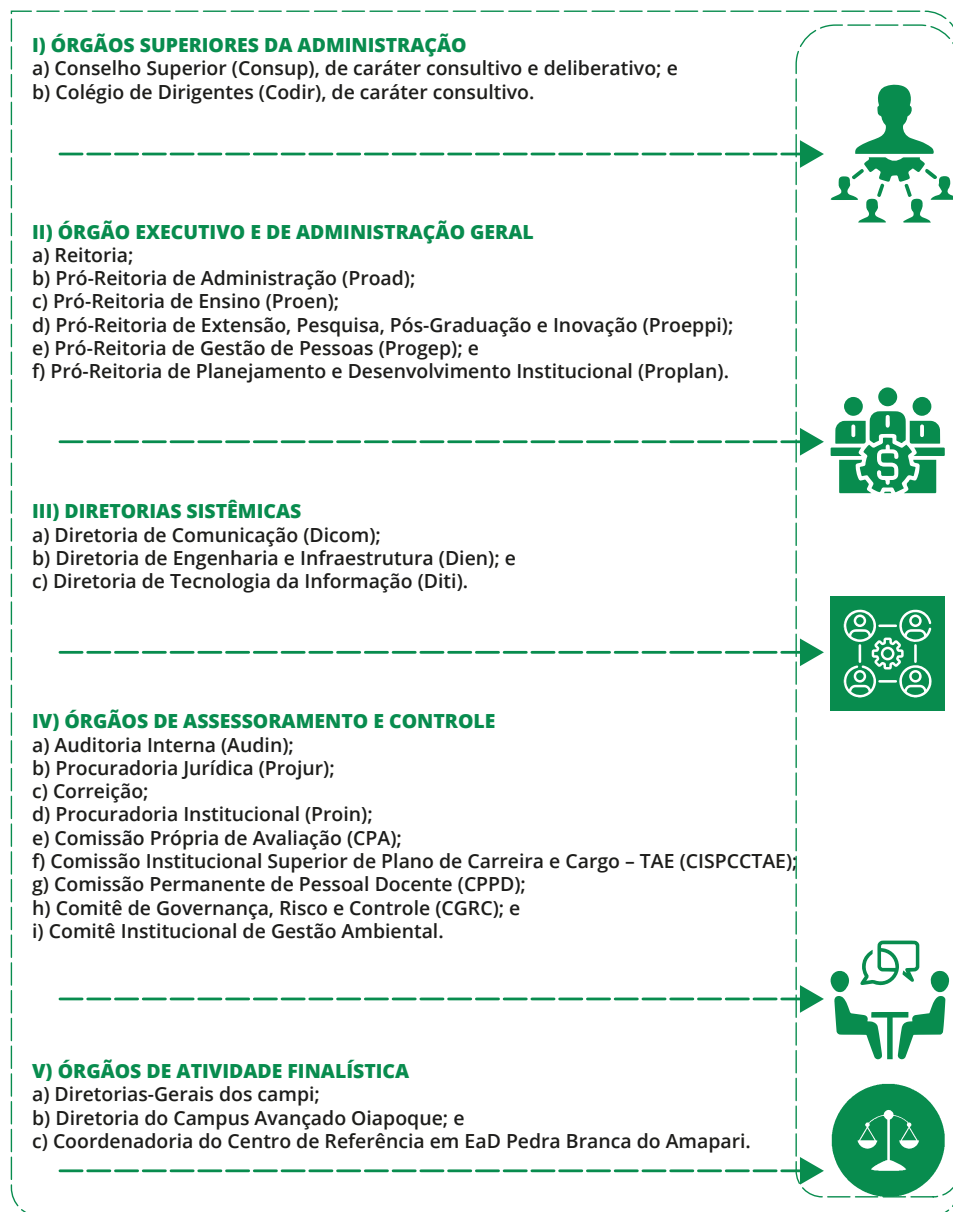 I) ÓRGÃOS SUPERIORES DA ADMINISTRAÇÃO
a) Conselho Superior (Consup), de caráter consultivo e deliberativo; e
b) Colégio de Dirigentes (Codir), de caráter consultivo.
II) ÓRGÃO EXECUTIVO E DE ADMINISTRAÇÃO GERAL
a) Reitoria;
b) Pró-Reitoria de Administração (Proad);
c) Pró-Reitoria de Ensino (Proen);
d) Pró-Reitoria de Extensão, Pesquisa, Pós-Graduação e Inovação (Proeppi);
e) Pró-Reitoria de Gestão de Pessoas (Progep); e
f) Pró-Reitoria de Planejamento e Desenvolvimento Institucional (Proplan).
$
III) DIRETORIAS SISTÊMICAS
a) Diretoria de Comunicação (Dicom);
b) Diretoria de Engenharia e Infraestrutura (Dien); e
c) Diretoria de Tecnologia da Informação (Diti).
IV) ÓRGÃOS DE ASSESSORAMENTO E CONTROLE
a) Auditoria Interna (Audin);
b) Procuradoria Jurídica (Projur);
c) Correição;
d) Procuradoria Institucional (Proin);
e) Comissão Própria de Avaliação (CPA);
f) Comissão Institucional Superior de Plano de Carreira e Cargo – TAE (CISPCCTAE);
g) Comissão Permanente de Pessoal Docente (CPPD);
h) Comitê de Governança, Risco e Controle (CGRC); e
i) Comitê Institucional de Gestão Ambiental.
V) ÓRGÃOS DE ATIVIDADE FINALÍSTICA
a) Diretorias-Gerais dos campi;
b) Diretoria do Campus Avançado Oiapoque; e
c) Coordenadoria do Centro de Referência em EaD Pedra Branca do Amapari.